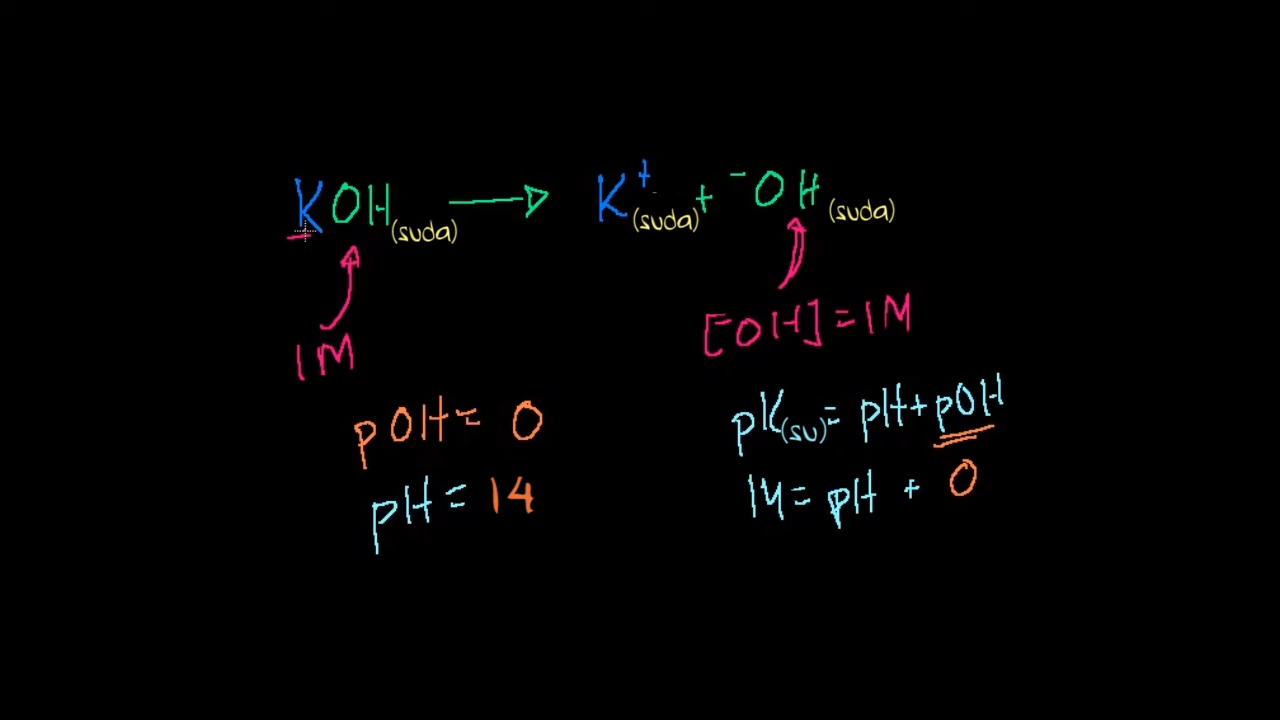 KOH(suda) → K⁺(suda) + ⁻OH(suda)
1M
[⁻OH] = 1M
pOH = 0
pH = 14
pK(su) = pH + pOH
14 = pH + 0